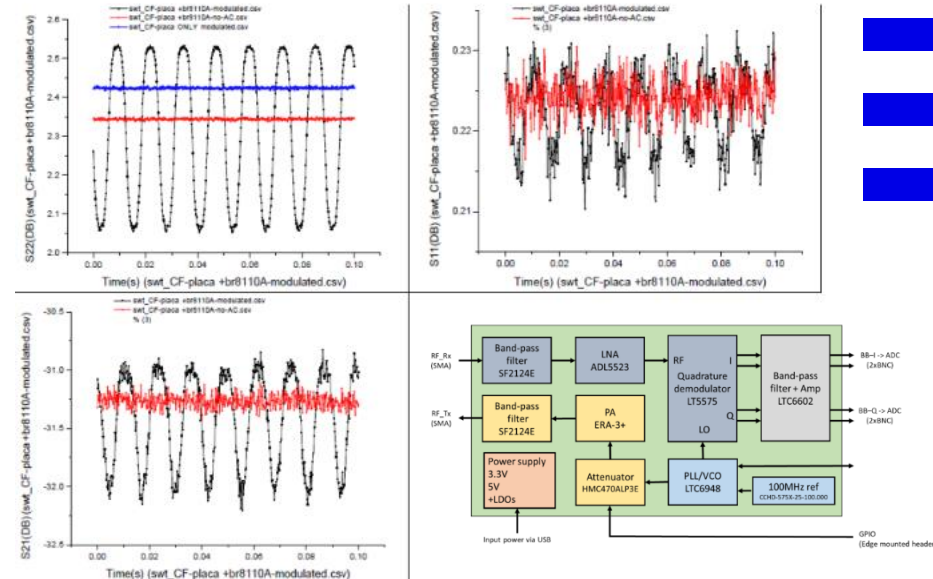 swt_CF-placa +br8110A-modulated.csv
swt_CF-placa+br8110A-no-AC.csv
swt_CF-placa ONLY modulated.csv
2.6
2.5
2.4
2.3
2.2
2.1
2.0
S22(DB) (swt_CF-placa+br8110A-modulated.csv)
0.00 0.02 0.04 0.06 0.08 0.10
Time(s) (swt_CF-placa +br8110A-modulated.csv)
swt_CF-placa +br8110A-modulated.csv
swt_CF-placa+br8110A-no-AC.csv
% (3)
0.23
0.22
0.21
S11(DB) (swt_CF-placa +br8110A-modulated.csv)
0.00 0.02 0.04 0.06 0.08 0.10
Time(s) (swt_CF-placa +br8110A-modulated.csv)
swt_CF-placa +br8110A-modulated.csv
swt_CF-placa+br8110A-no-AC.csv
% (3)
-30.5
-31.0
-31.5
-32.0
-32.5
S21(DB) (swt_CF-placa +br8110A-modulated.csv)
0.00 0.02 0.04 0.06 0.08 0.10
Time(s) (swt_CF-placa +br8110A-modulated.csv)
RF_Rx
(SMA)
Band-pass
filter
SF2124E
LNA
ADL5523
RF I
Quadrature
demodulator
LT5575
Q
LO
Band-pass
filter + Amp
LTC6602
BB-I -> ADC
(2xBNC)
BB-Q -> ADC
(2xBNC)
RF_Tx
(SMA)
Band-pass
filter
SF2124E
PA
ERA-3+
Power supply
3.3V
5V
+LDOs
Attenuator
HMC470ALP3E
PLL/VCO
LTC6948
100MHz ref
CCHD-575X-25-100.000
Input power via USB
GPIO
(Edge mounted header